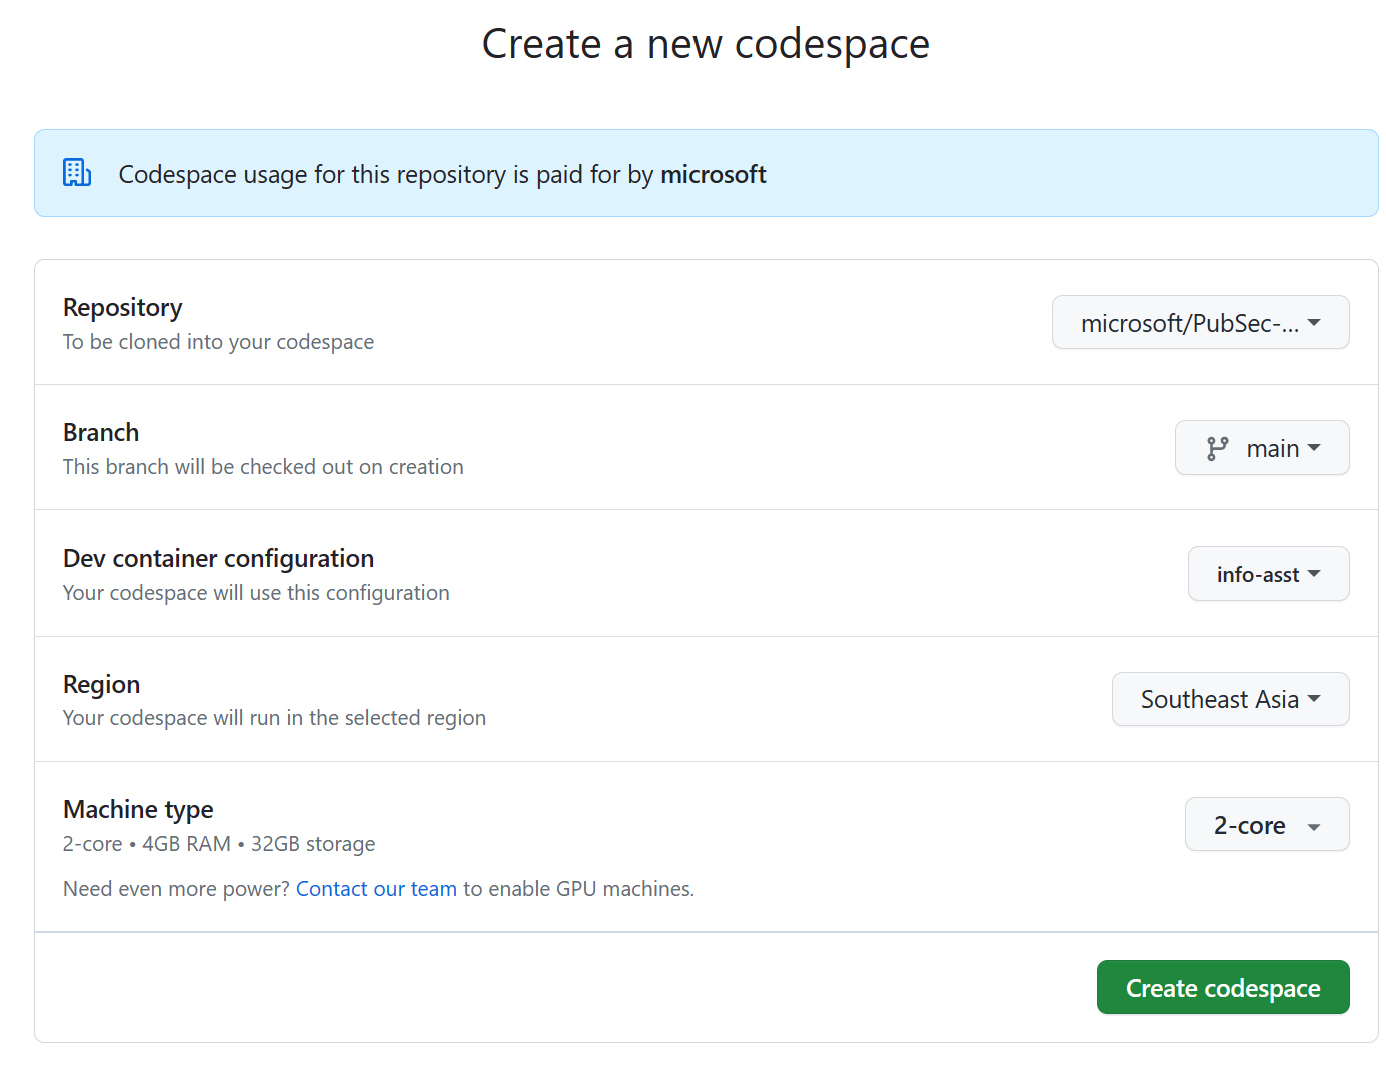 Create a new codespace
Codespace usage for this repository is paid for by microsoft
Repository
To be cloned into your codespace
microsoft/PubSec-...
Branch
This branch will be checked out on creation
main
Dev container configuration
Your codespace will use this configuration
info-asst
Region
Your codespace will run in the selected region
Southeast Asia
Machine type
2-core • 4GB RAM • 32GB storage
2-core
Need even more power? Contact our team to enable GPU machines.
Create codespace